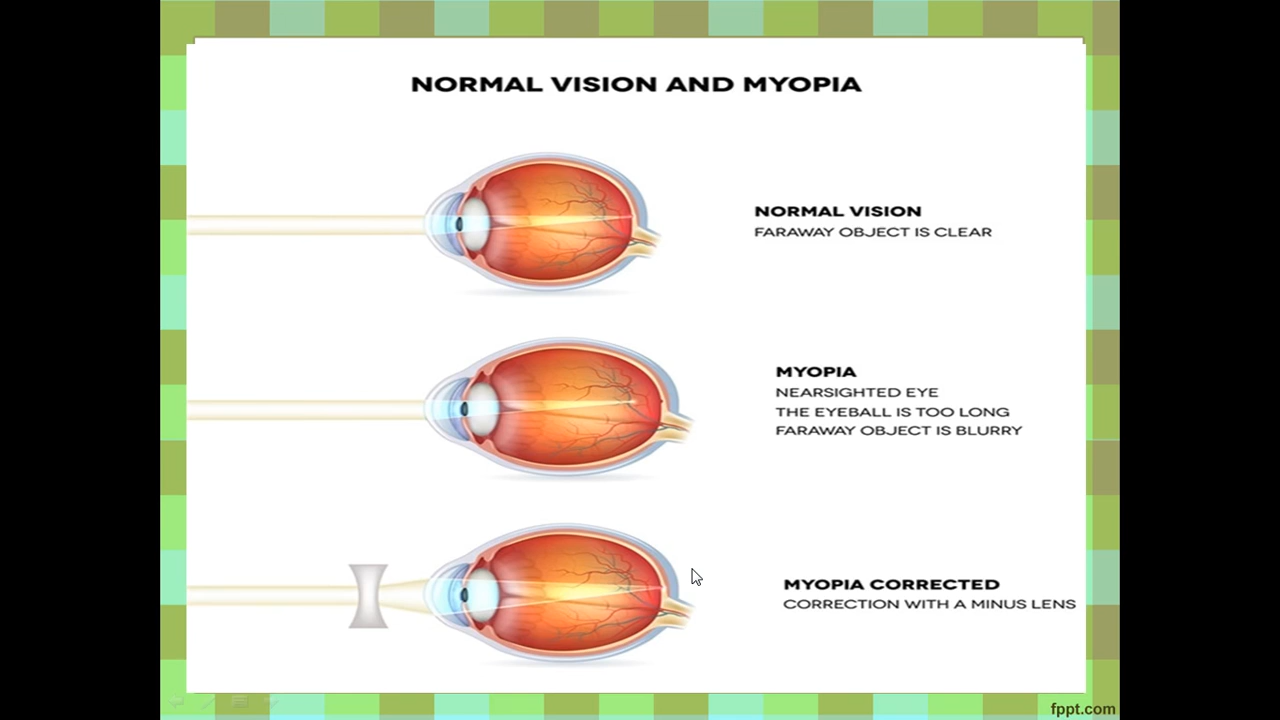 NORMAL VISION AND MYOPIA
NORMAL VISION
FARAWAY OBJECT IS CLEAR
MYOPIA
NEARSIGHTED EYE
THE EYEBALL IS TOO LONG
FARAWAY OBJECT IS BLURRY
MYOPIA CORRECTED
CORRECTION WITH A MINUS LENS
fppt.com